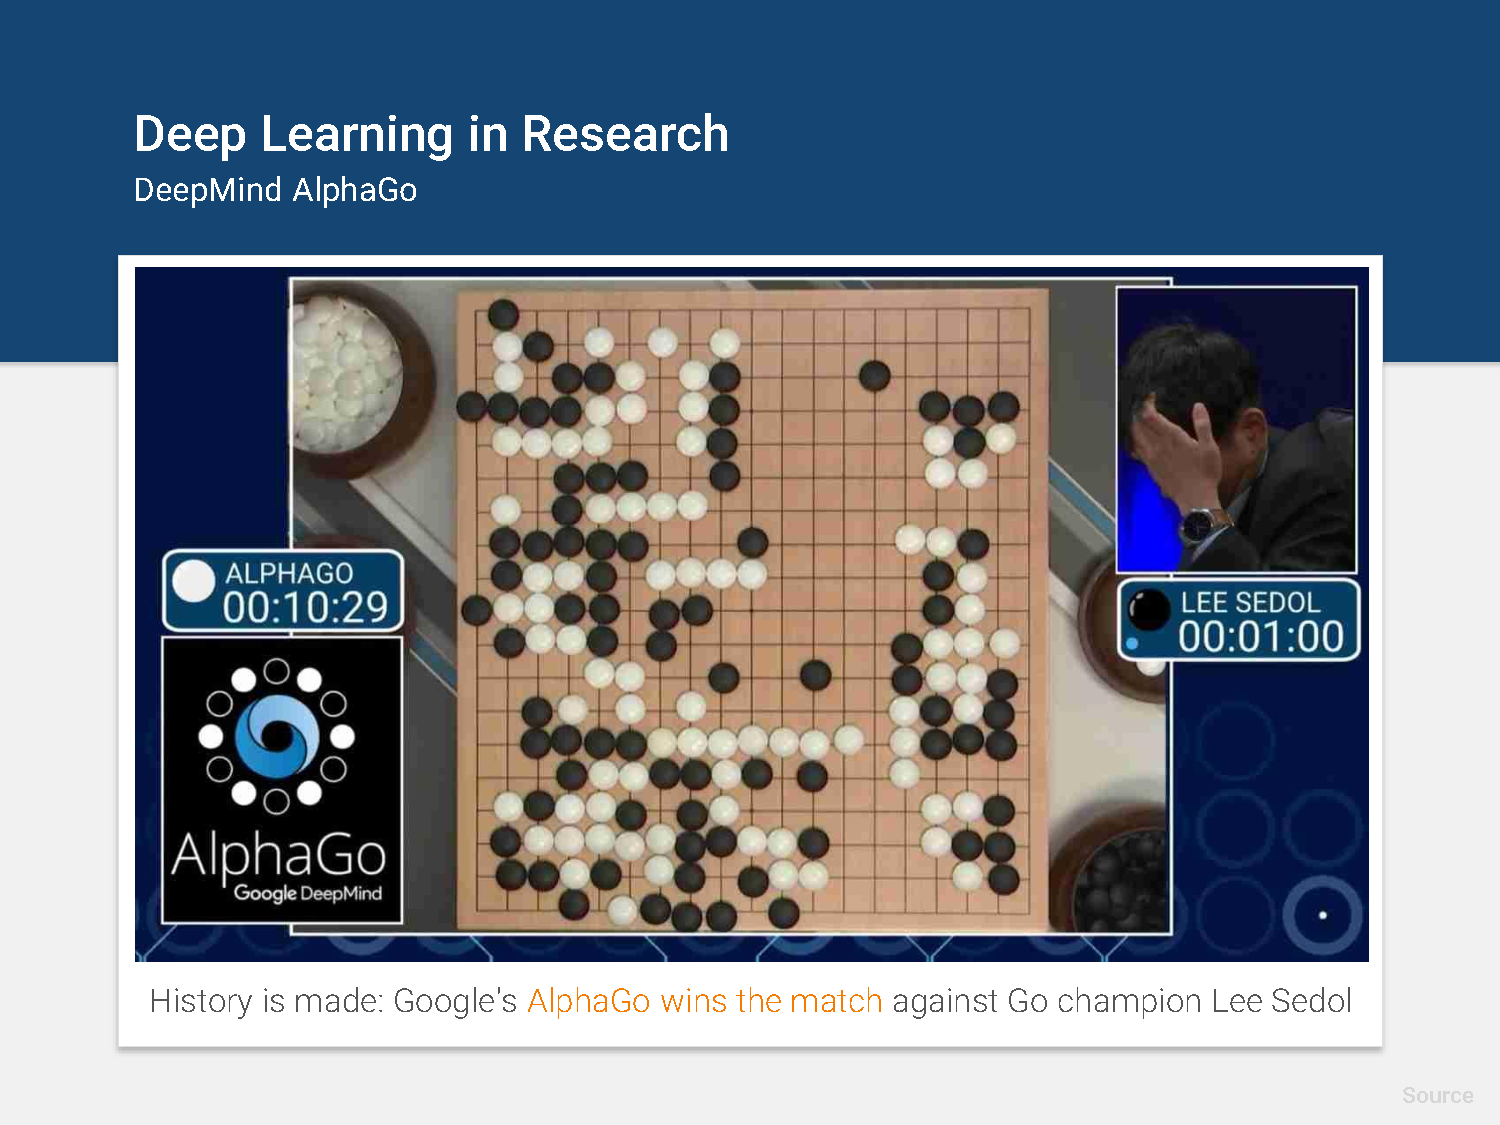 Deep Learning in Research
DeepMind AlphaGo
ALPHAGO
00:10:29
LEE SEDOL
00:01:00
AlphaGo
Google DeepMind
History is made: Google's AlphaGo wins the match against Go champion Lee Sedol
Source